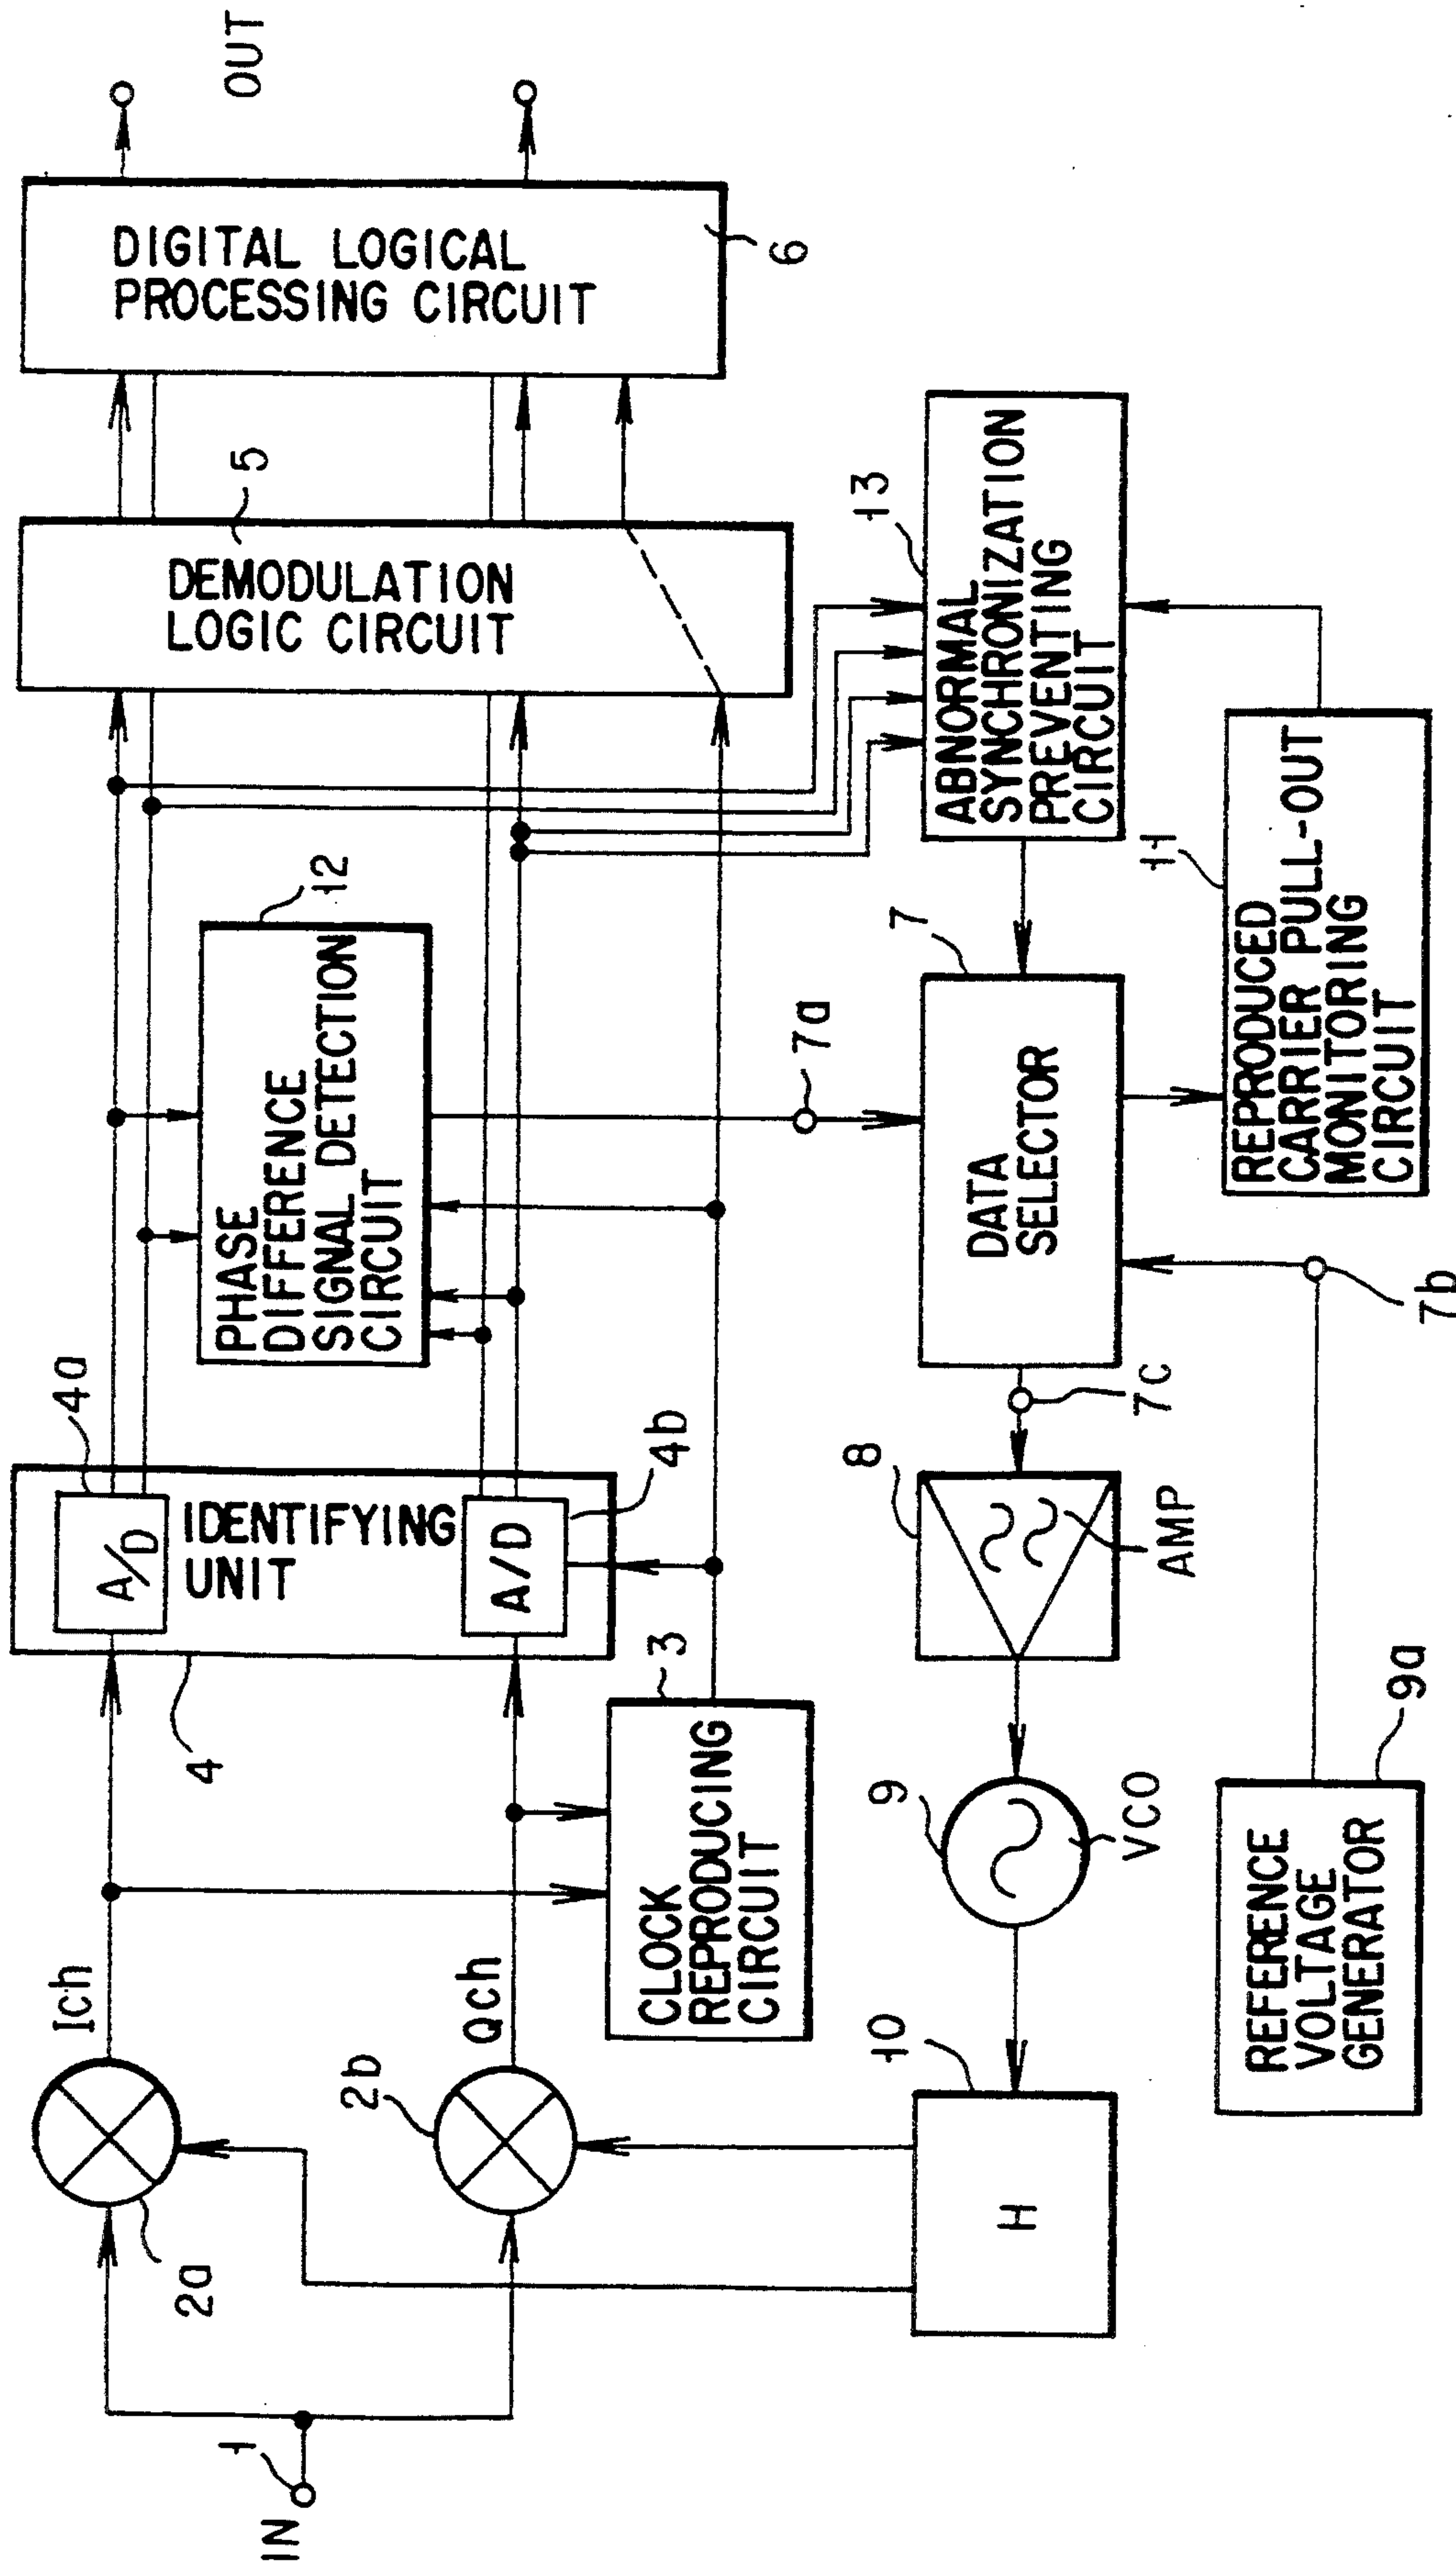 IN
1
2a
2b
Ich
Qch
CLOCK
REPRODUCING
CIRCUIT
3
4
IDENTIFYING
UNIT
A/D
4a
A/D
4b
PHASE
DIFFERENCE
SIGNAL DETECTION
CIRCUIT
12
DEMODULATION
LOGIC CIRCUIT
5
DIGITAL LOGICAL
PROCESSING CIRCUIT
6
OUT
H
10
9
VCO
8
AMP
7c
DATA
SELECTOR
7
7a
7b
ABNORMAL
SYNCHRONIZATION
PREVENTING
CIRCUIT
13
REFERENCE
VOLTAGE
GENERATOR
9a
REPRODUCED
CARRIER PULL-OUT
MONITORING
CIRCUIT
11